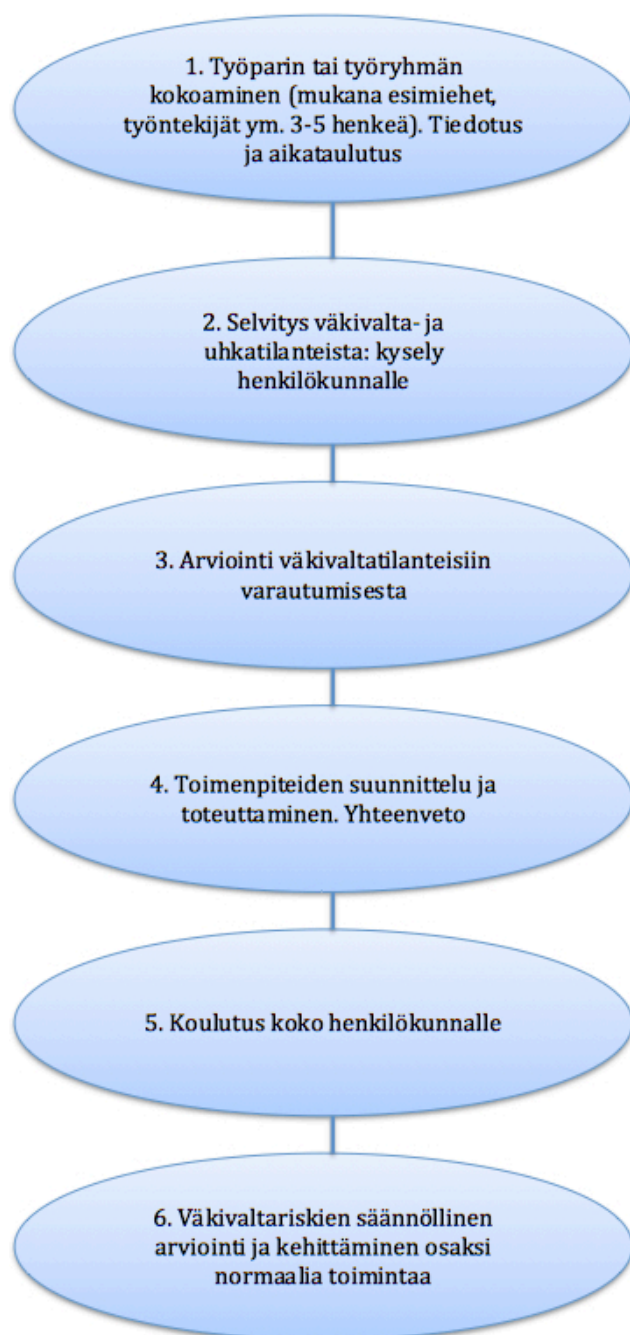 1. Työparin tai työryhmän
kokoaminen (mukana esimiehet,
työntekijät ym. 3-5 henkeä). Tiedotus
ja aikataulutus
2. Selvitys väkivalta- ja
uhkatilanteista: kysely
henkilökunnalle
3. Arviointi väkivaltatilanteisiin
varautumisesta
4. Toimenpiteiden suunnittelu ja
toteuttaminen. Yhteenveto
5. Koulutus koko henkilökunnalle
6. Väkivaltariskien säännöllinen
arviointi ja kehittäminen osaksi
normaalia toimintaa